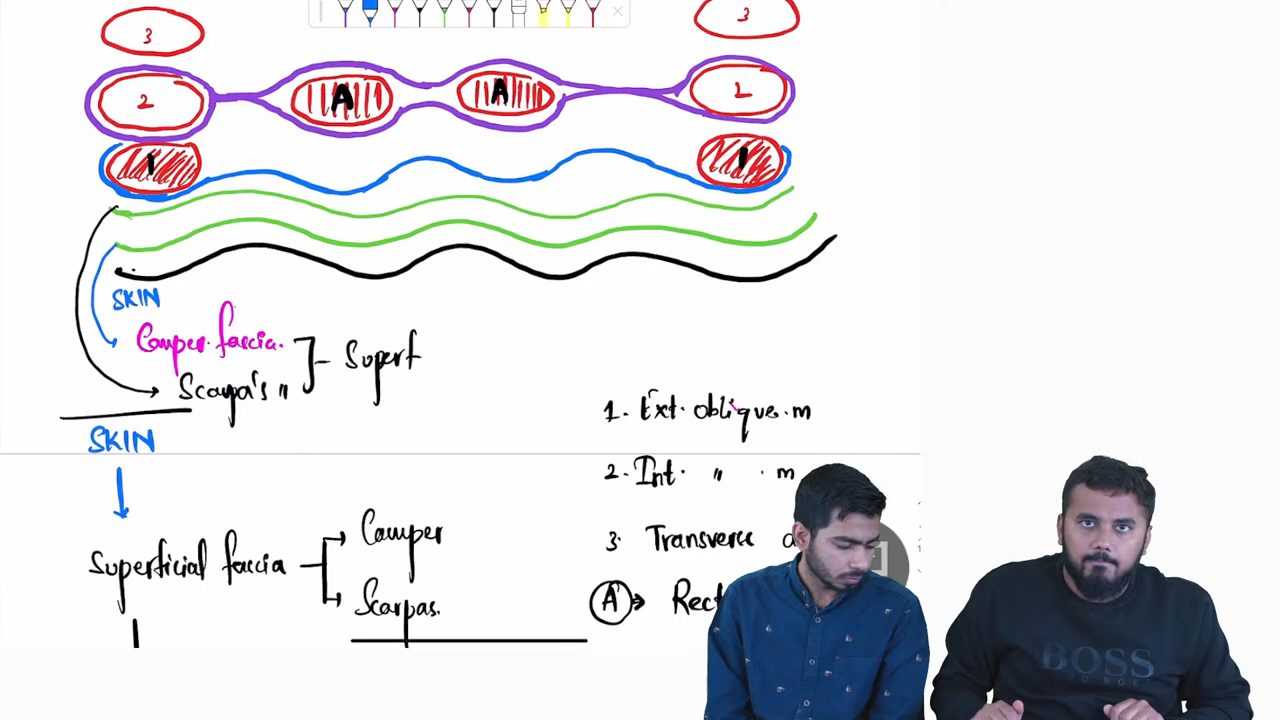 3
3
2
A
A
2
1
1
SKIN
Camper fascia.
Scarpa's "
Superf
SKIN
Superficial fascia
Camper
Scarpas.
1. Ext. oblique. m
2. Int. " . m
3. Transverse
A → Rect
BOSS